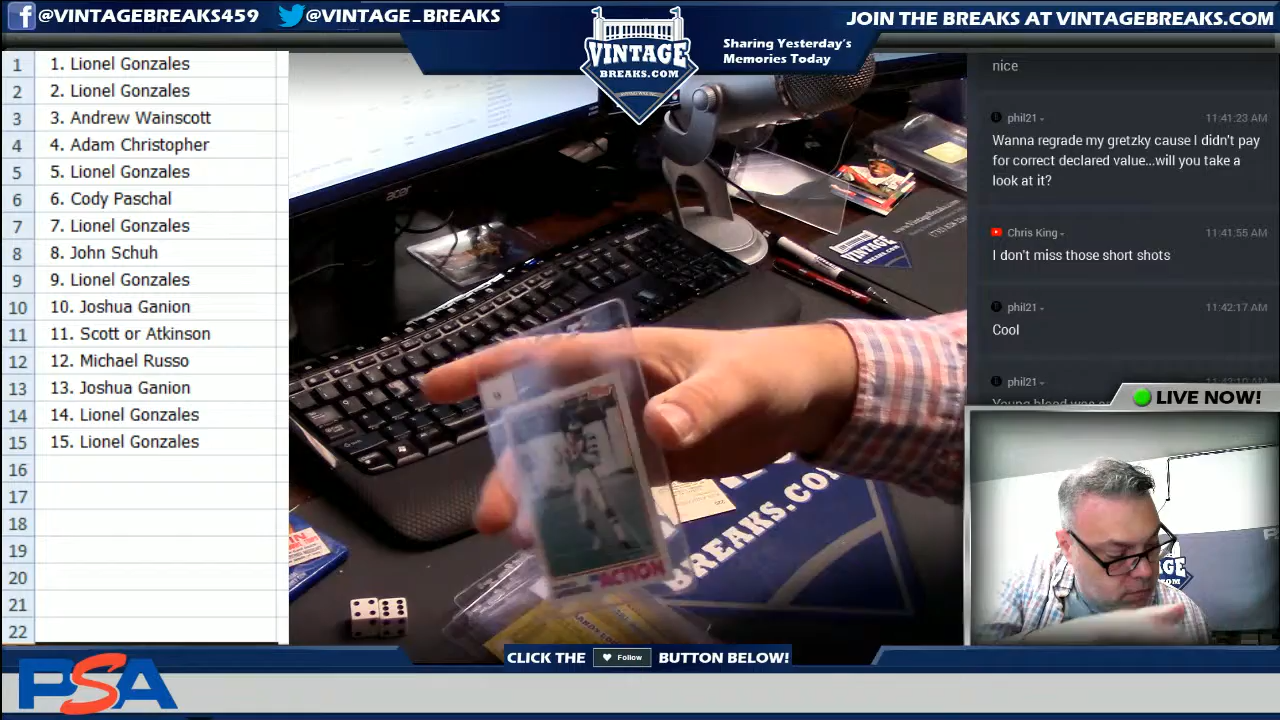 @VINTAGEBREAKS459
@VINTAGE_BREAKS
VINTAGE
BREAKS.COM
Sharing Yesterday's
Memories Today
JOIN THE BREAKS AT VINTAGEBREAKS.COM
1 1. Lionel Gonzales
2 2. Lionel Gonzales
3 3. Andrew Wainscott
4 4. Adam Christopher
5 5. Lionel Gonzales
6 6. Cody Paschal
7 7. Lionel Gonzales
8 8. John Schuh
9 9. Lionel Gonzales
10 10. Joshua Ganion
11 11. Scott or Atkinson
12 12. Michael Russo
13 13. Joshua Ganion
14 14. Lionel Gonzales
15 15. Lionel Gonzales
16
17
18
19
20
21
22
acer
VINTAGE
ACTION
BREAKS.COM
nice
phil21
11:41:23 AM
Wanna regrade my gretzky cause I didn't pay
for correct declared value...will you take a
look at it?
Chris King
11:41:55 AM
I don't miss those short shots
phil21
11:42:17 AM
Cool
phil21
LIVE NOW!
CLICK THE Follow BUTTON BELOW!
PSA